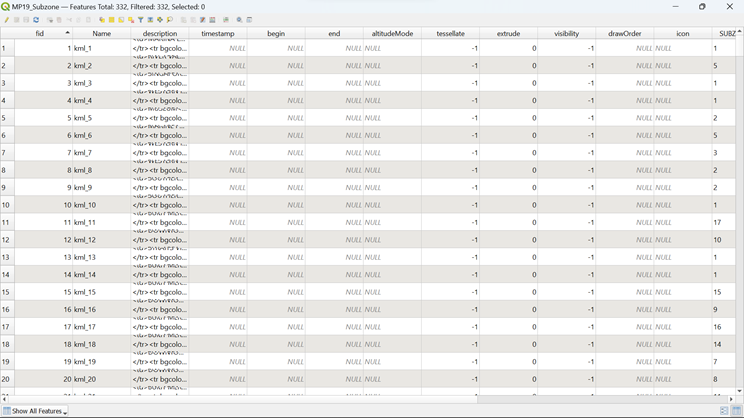 MP19_Subzone — Features Total: 332, Filtered: 332, Selected: 0
fid Name description timestamp begin end altitudeMode tessellate extrude visibility drawOrder icon SUBZ
1 1 kml_1 </tr><tr bgcolo... NULL NULL NULL NULL -1 0 -1 NULL NULL 1
2 2 kml_2 </tr><tr bgcolo... NULL NULL NULL NULL -1 0 -1 NULL NULL 5
3 3 kml_3 </tr><tr bgcolo... NULL NULL NULL NULL -1 0 -1 NULL NULL 1
4 4 kml_4 </tr><tr bgcolo... NULL NULL NULL NULL -1 0 -1 NULL NULL 1
5 5 kml_5 </tr><tr bgcolo... NULL NULL NULL NULL -1 0 -1 NULL NULL 2
6 6 kml_6 </tr><tr bgcolo... NULL NULL NULL NULL -1 0 -1 NULL NULL 5
7 7 kml_7 </tr><tr bgcolo... NULL NULL NULL NULL -1 0 -1 NULL NULL 3
8 8 kml_8 </tr><tr bgcolo... NULL NULL NULL NULL -1 0 -1 NULL NULL 2
9 9 kml_9 </tr><tr bgcolo... NULL NULL NULL NULL -1 0 -1 NULL NULL 2
10 10 kml_10 </tr><tr bgcolo... NULL NULL NULL NULL -1 0 -1 NULL NULL 1
11 11 kml_11 </tr><tr bgcolo... NULL NULL NULL NULL -1 0 -1 NULL NULL 17
12 12 kml_12 </tr><tr bgcolo... NULL NULL NULL NULL -1 0 -1 NULL NULL 10
13 13 kml_13 </tr><tr bgcolo... NULL NULL NULL NULL -1 0 -1 NULL NULL 1
14 14 kml_14 </tr><tr bgcolo... NULL NULL NULL NULL -1 0 -1 NULL NULL 1
15 15 kml_15 </tr><tr bgcolo... NULL NULL NULL NULL -1 0 -1 NULL NULL 15
16 16 kml_16 </tr><tr bgcolo... NULL NULL NULL NULL -1 0 -1 NULL NULL 9
17 17 kml_17 </tr><tr bgcolo... NULL NULL NULL NULL -1 0 -1 NULL NULL 16
18 18 kml_18 </tr><tr bgcolo... NULL NULL NULL NULL -1 0 -1 NULL NULL 14
19 19 kml_19 </tr><tr bgcolo... NULL NULL NULL NULL -1 0 -1 NULL NULL 7
20 20 kml_20 </tr><tr bgcolo... NULL NULL NULL NULL -1 0 -1 NULL NULL 8
Show All Features